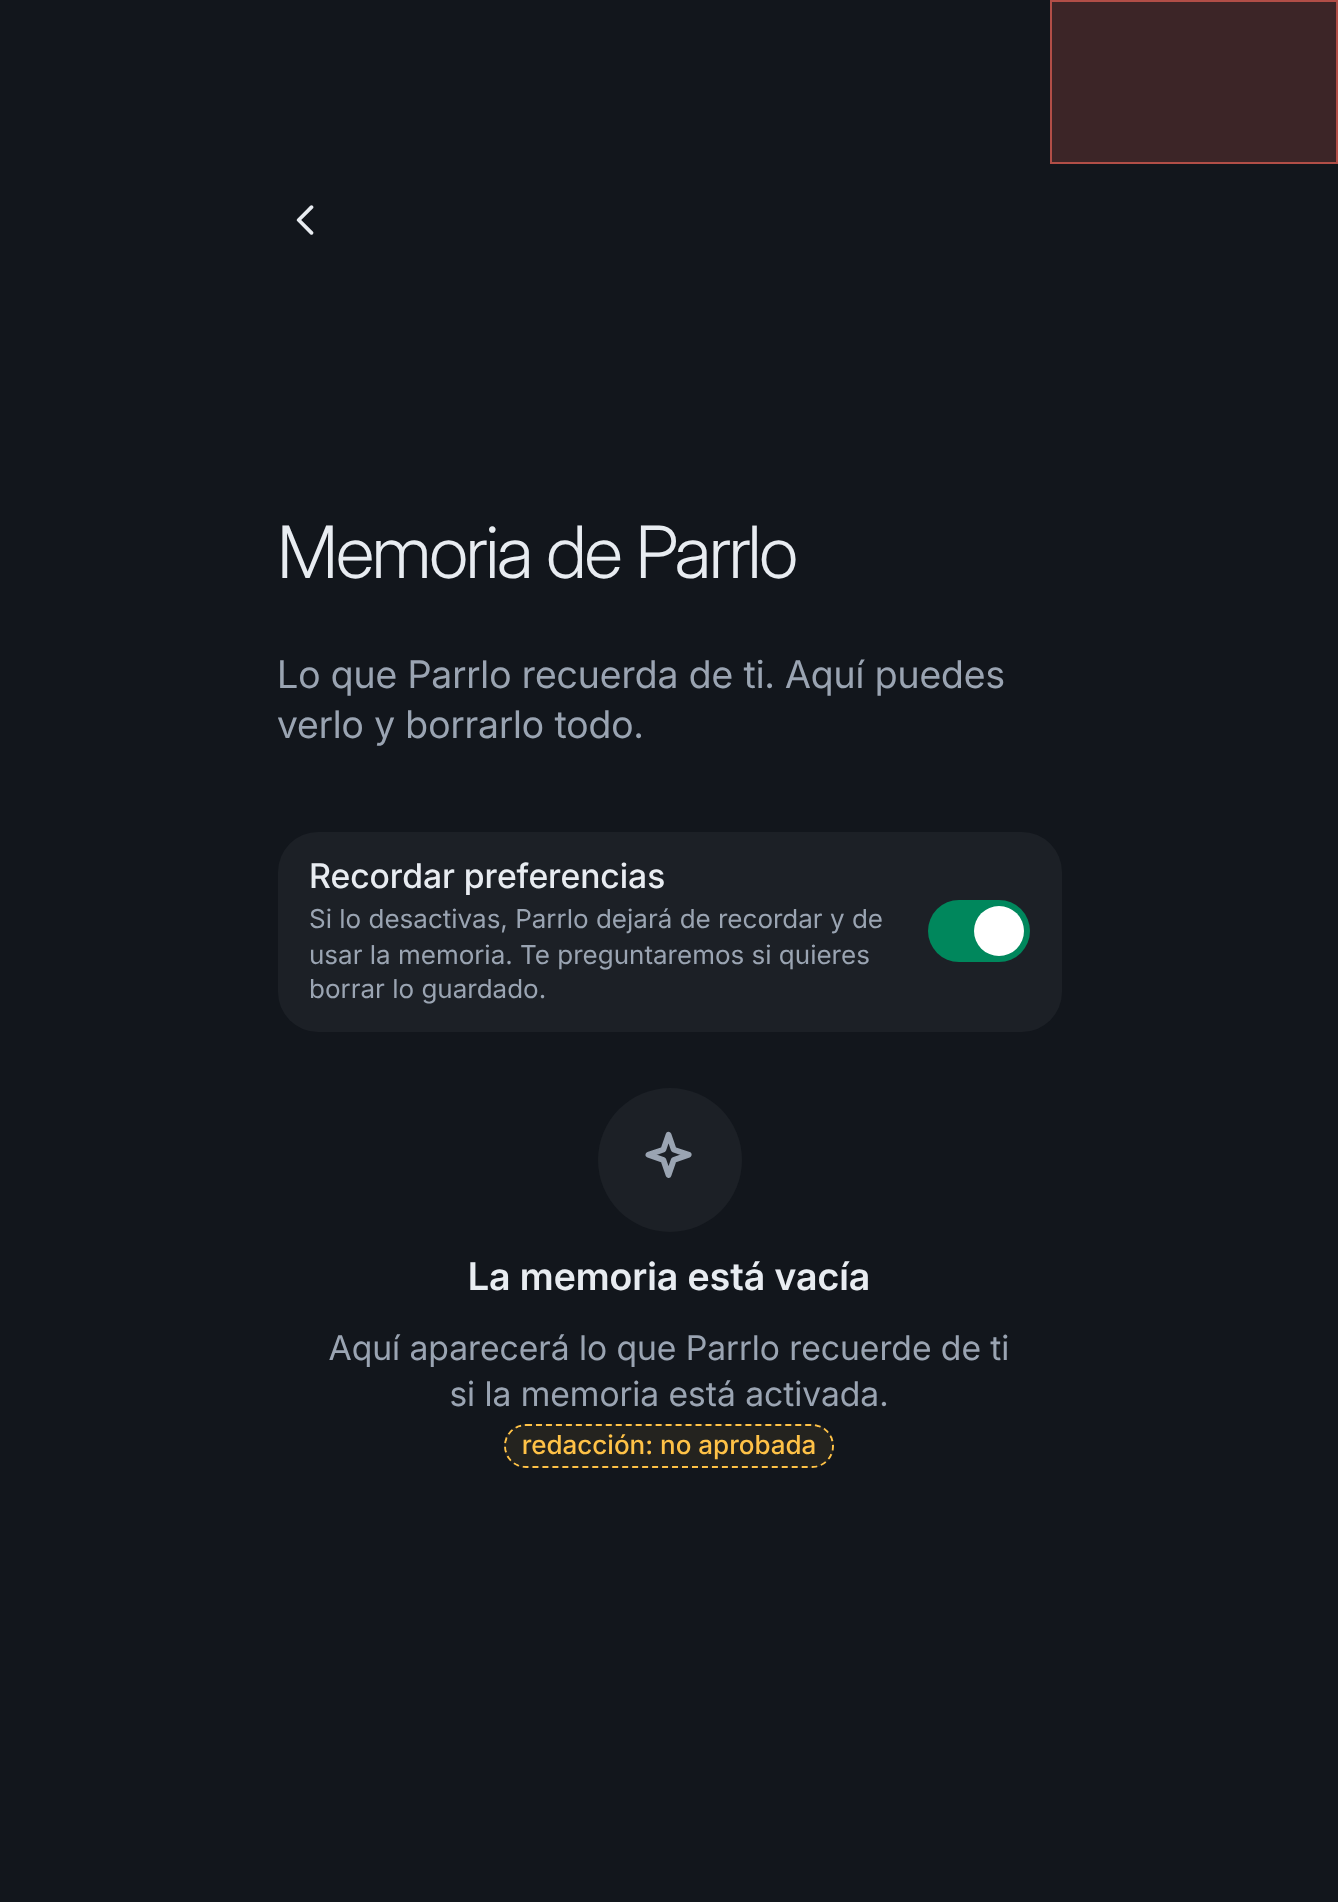 Memoria de Parrlo
Lo que Parrlo recuerda de ti. Aquí puedes
verlo y borrarlo todo.
Recordar preferencias
Si lo desactivas, Parrlo dejará de recordar y de
usar la memoria. Te preguntaremos si quieres
borrar lo guardado.
La memoria está vacía
Aquí aparecerá lo que Parrlo recuerde de ti
si la memoria está activada.
redacción: no aprobada